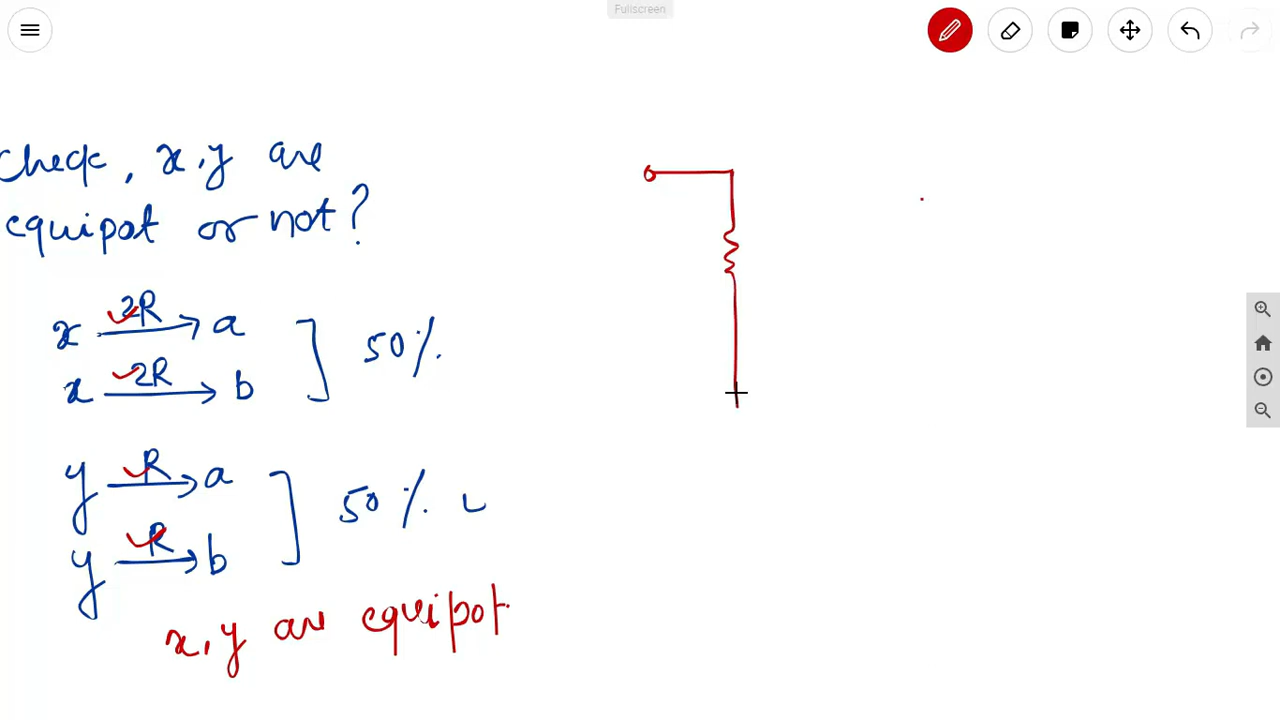 Fullscreen
check, x,y are
equipot or not?
x 2R→ a
x 2R→ b ] 50%
y R→ a
y R→ b ] 50%
x,y are equipot.